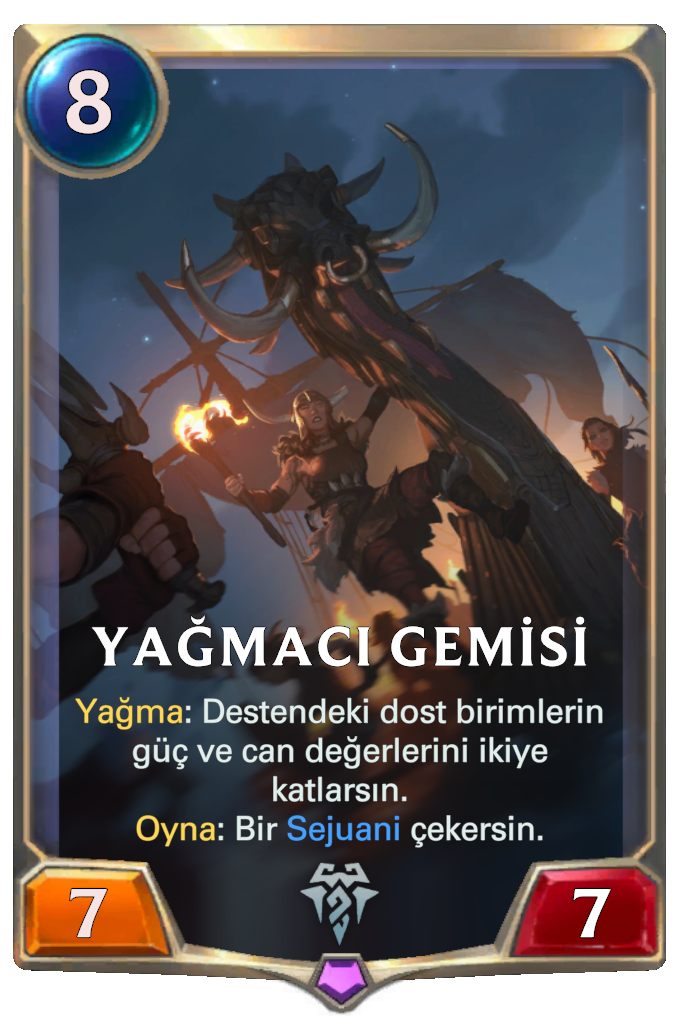 8
YAĞMACI GEMİSİ
Yağma: Destendeki dost birimlerin
güç ve can değerlerini ikiye
katlarsın.
Oyna: Bir Sejuani çekersin.
7
7